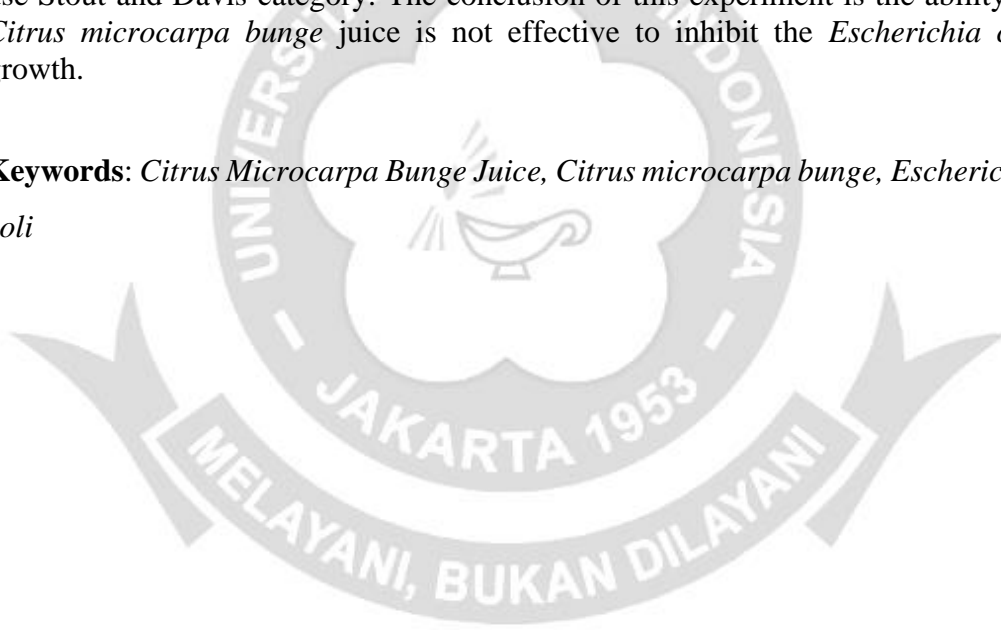 use Stout and Davis category. The conclusion of this experiment is the ability
Citrus microcarpa bunge juice is not effective to inhibit the Escherichia
growth.
Keywords: Citrus Microcarpa Bunge Juice, Citrus microcarpa bunge,
oli
INDONESIA
JAKARTA 1953
MELAYANI, BUKAN DILAYANI